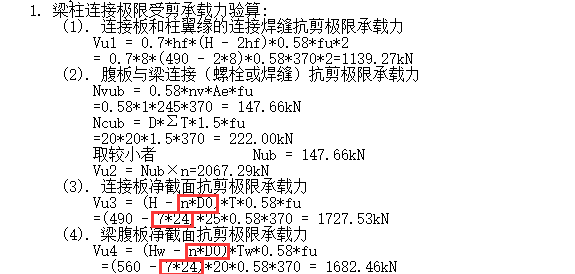 1. 梁柱连接极限受剪承载力验算:
(1). 连接板和柱翼缘的连接焊缝抗剪极限承载力
Vu1 = 0.7*hf*(H - 2hf)*0.58*fu*2
= 0.7*8*(490 - 2*8)*0.58*370*2=1139.27kN
(2). 腹板与梁连接（螺栓或焊缝）抗剪极限承载力
Nvub = 0.58*nv*Ae*fu
=0.58*1*245*370 = 147.66kN
Ncub = D*ΣT*1.5*fu
=20*20*1.5*370 = 222.00kN
取较小者 Nub = 147.66kN
Vu2 = Nub×n=2067.29kN
(3). 连接板净截面抗剪极限承载力
Vu3 = (H - n*D0)*T*0.58*fu
=(490 - 7*24)*25*0.58*370 = 1727.53kN
(4). 梁腹板净截面抗剪极限承载力
Vu4 = (Hw - n*D0)*Tw*0.58*fu
=(560 - 7*24)*20*0.58*370 = 1682.46kN